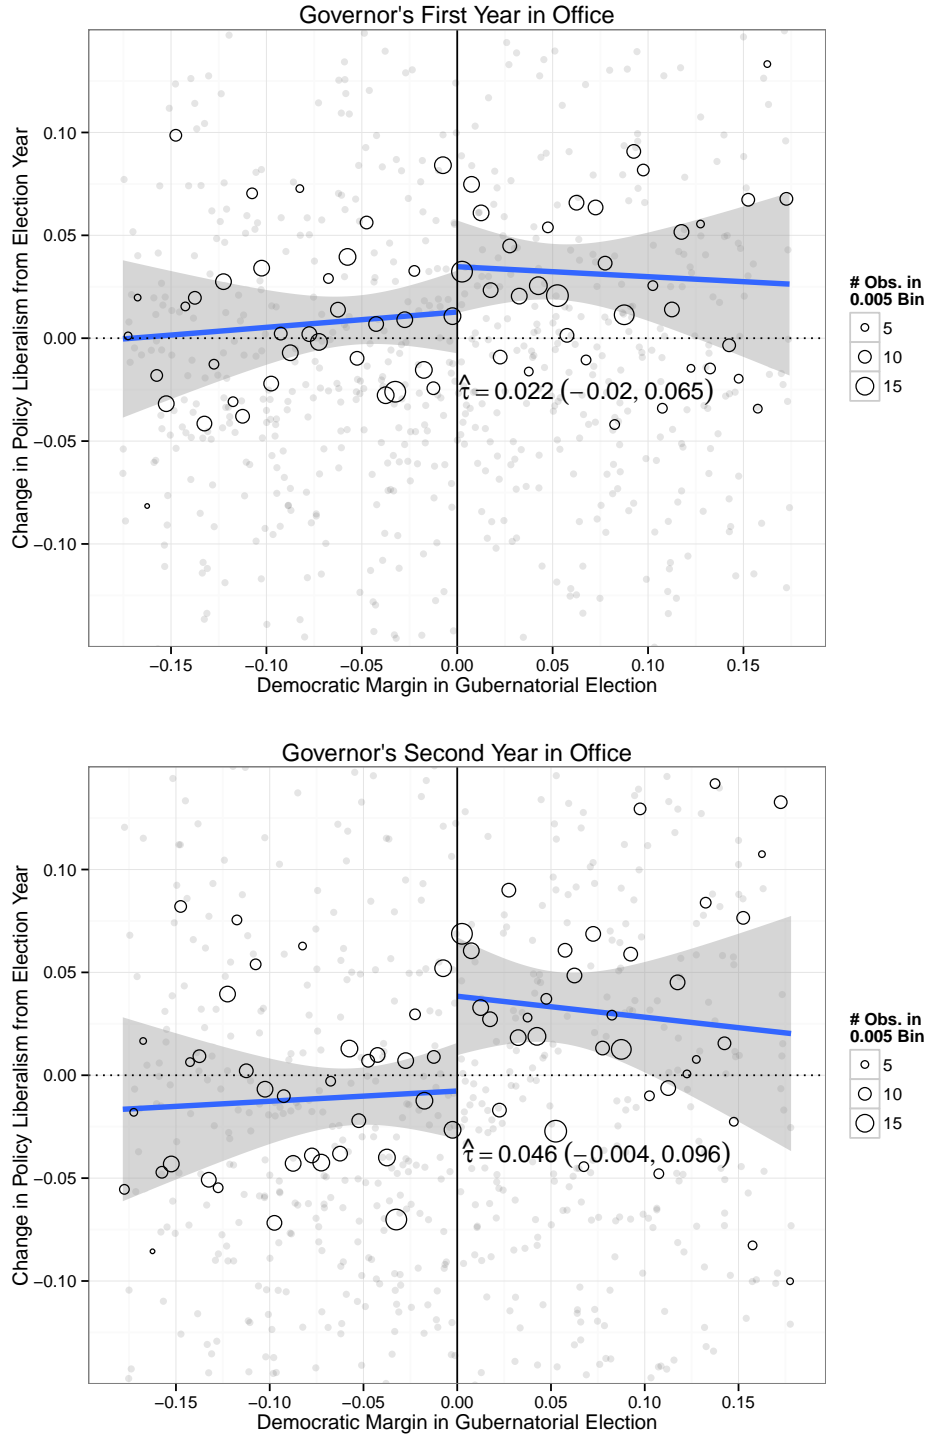 Governor's First Year in Office
Change in Policy Liberalism from Election Year
0.10
0.05
0.00
−0.05
−0.10
τ̂ = 0.022 (−0.02, 0.065)
−0.15 −0.10 −0.05 0.00 0.05 0.10 0.15
Democratic Margin in Gubernatorial Election
# Obs. in
0.005 Bin
5
10
15
Governor's Second Year in Office
Change in Policy Liberalism from Election Year
0.10
0.05
0.00
−0.05
−0.10
τ̂ = 0.046 (−0.004, 0.096)
−0.15 −0.10 −0.05 0.00 0.05 0.10 0.15
Democratic Margin in Gubernatorial Election
# Obs. in
0.005 Bin
5
10
15